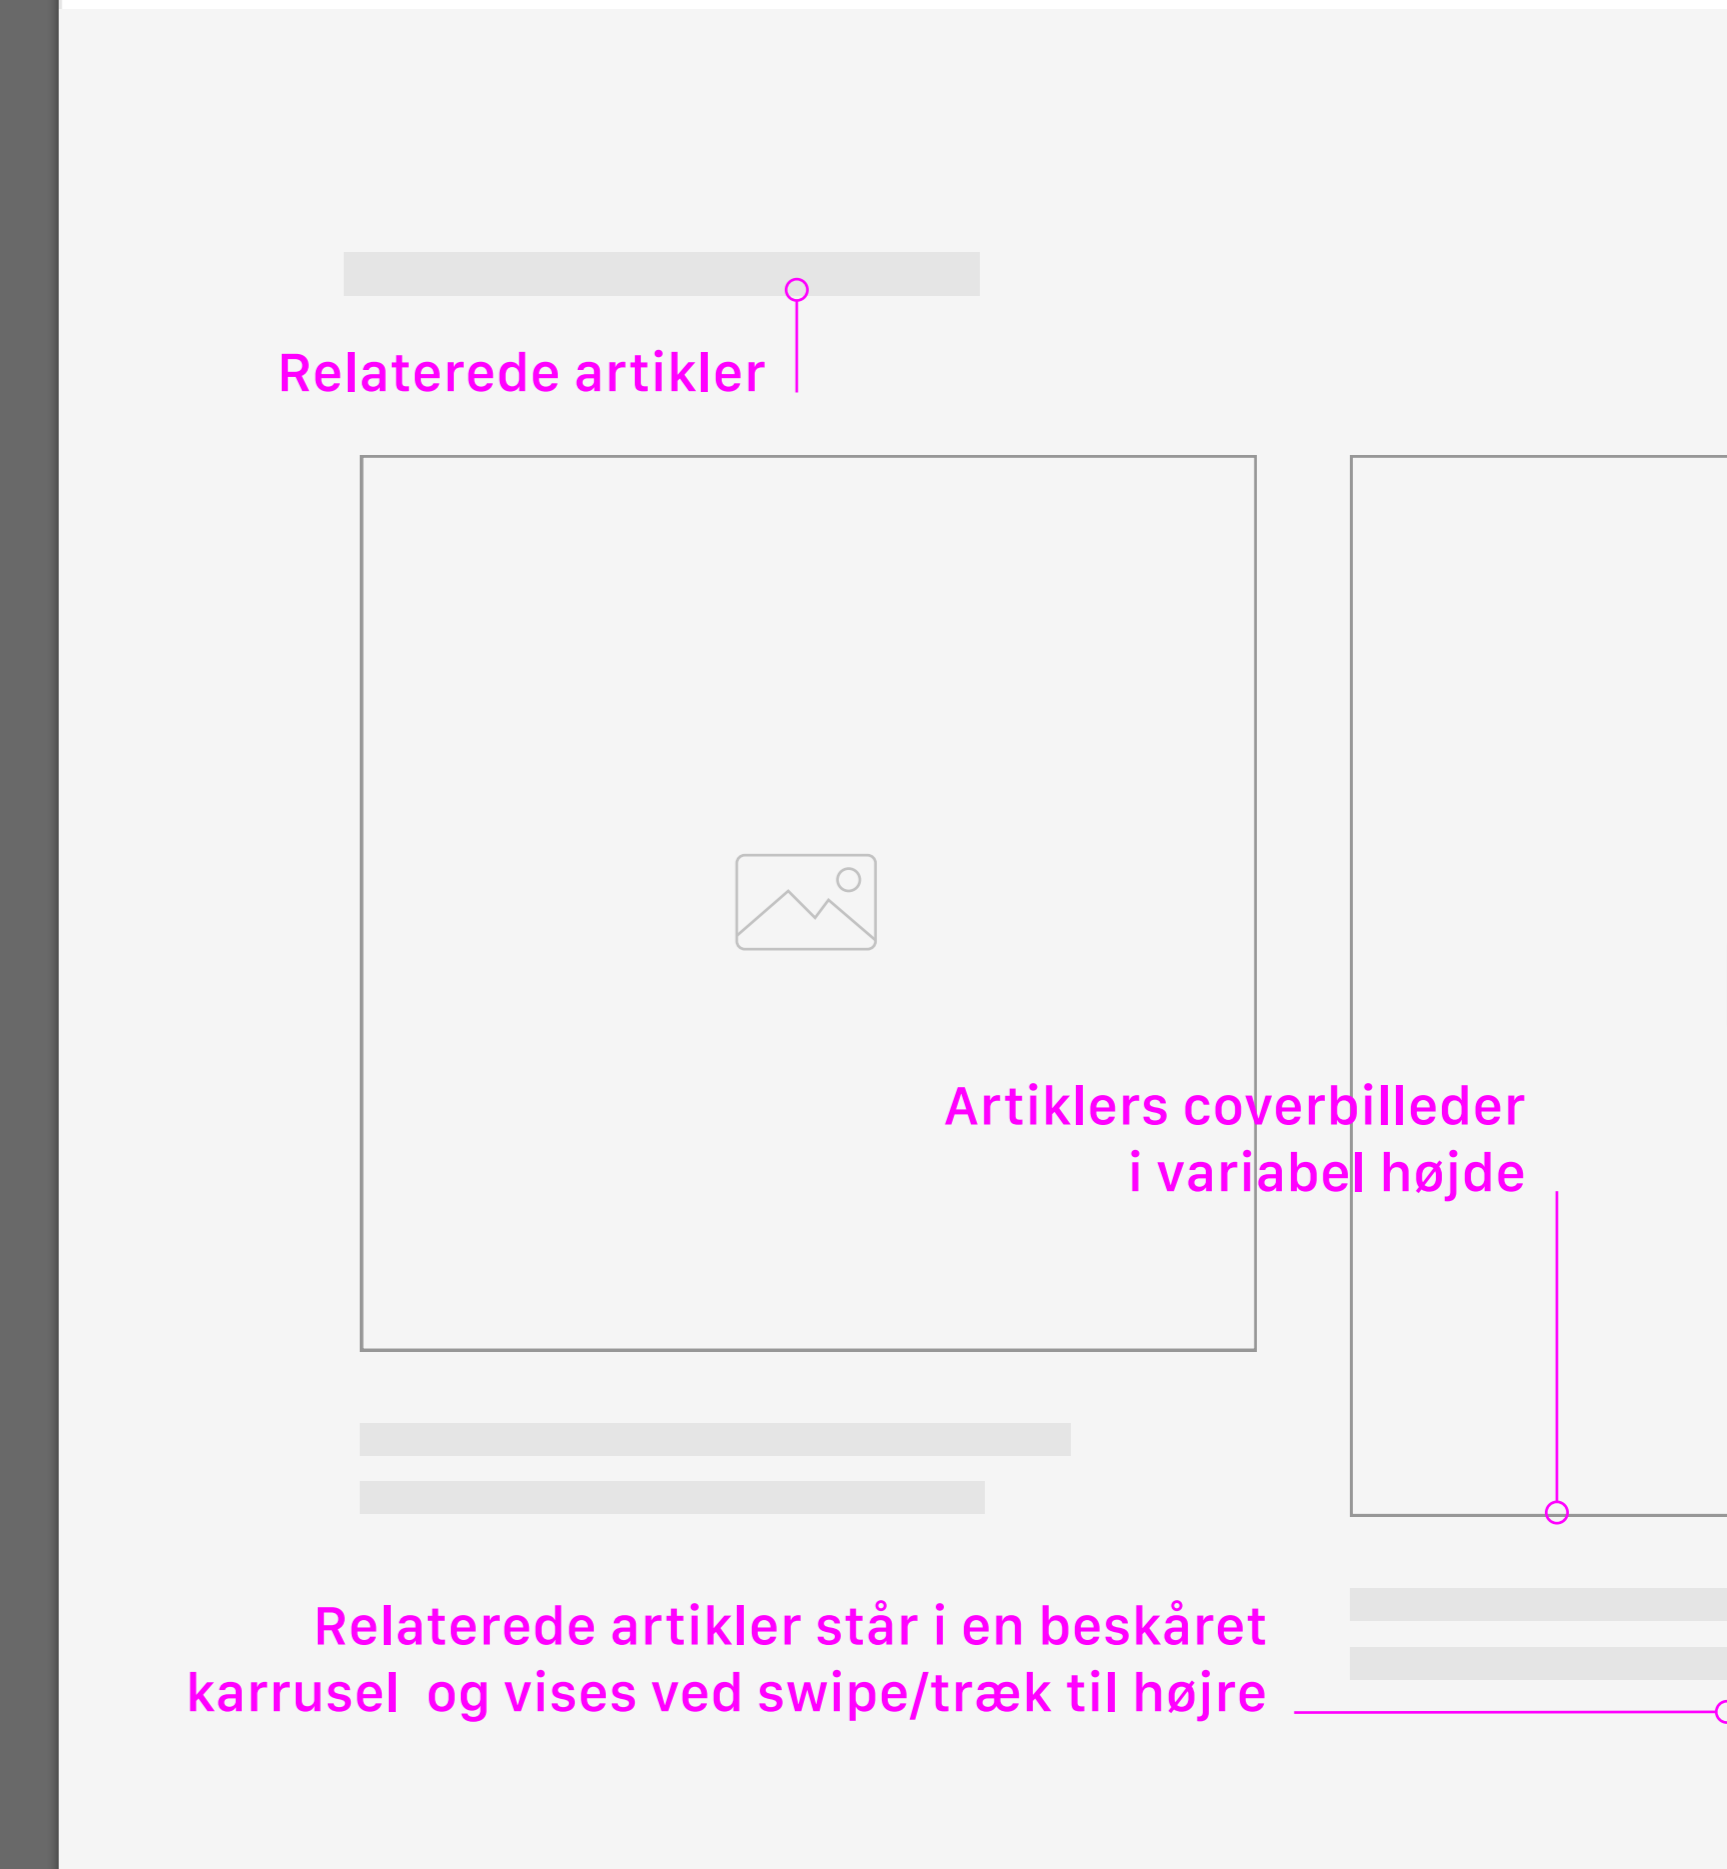 Relaterede artikler
Artiklers coverbilleder
i variabel højde
Relaterede artikler står i en beskåret
karrusel  og vises ved swipe/træk til højre